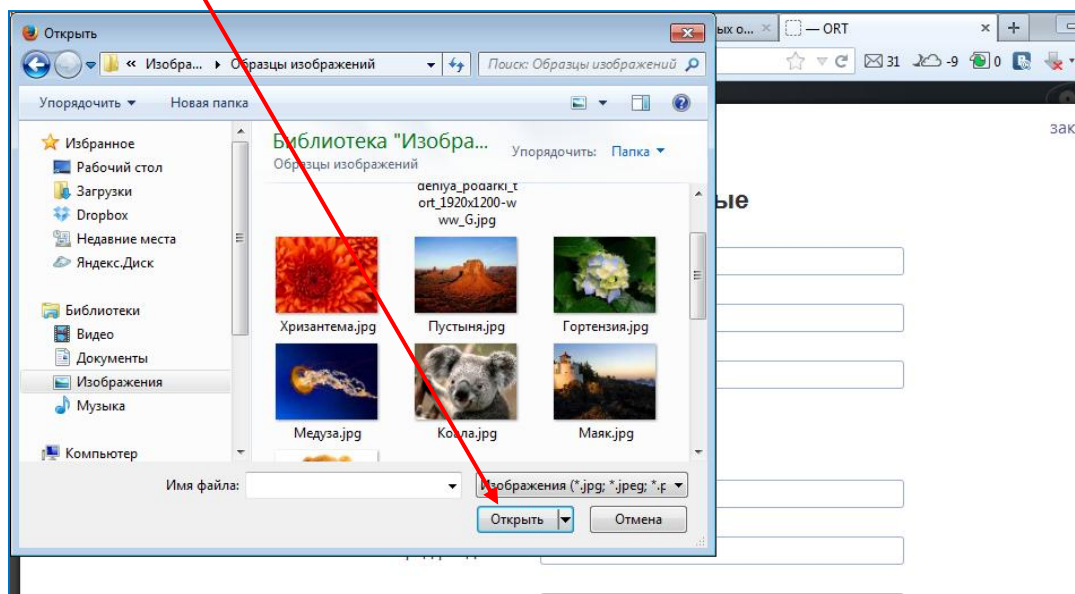 Открыть
ых о...
— ORT
« Изобра... ▸ Образцы изображений
Поиск: Образцы изображений
31
-9
0
Упорядочить
Новая папка
зак
Избранное
Рабочий стол
Загрузки
Dropbox
Недавние места
Яндекс.Диск
Библиотеки
Видео
Документы
Изображения
Музыка
Компьютер
Библиотека "Изобра...
Образцы изображений
Упорядочить: Папка
deniya_podarki_t
ort_1920x1200-w
ww_G.jpg
Хризантема.jpg
Пустыня.jpg
Гортензия.jpg
Медуза.jpg
Коала.jpg
Маяк.jpg
ые
Имя файла:
Изображения (*.jpg; *.jpeg; *.p
Открыть
Отмена